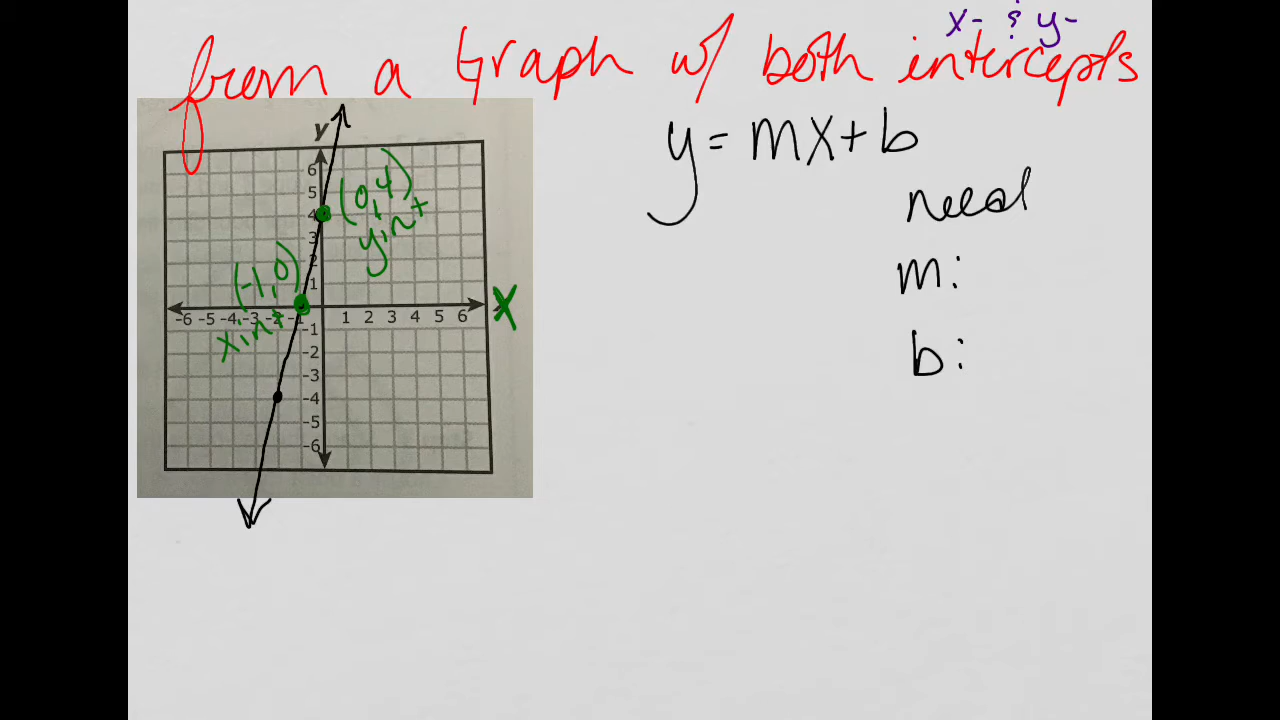 x- & y-
from a Graph w/ both intercepts
y = mx + b
need
m:
b:
y
6
5
4
3
2
1
(0,4)
y int
(-1,0)
x int
-6 -5 -4 -3 -2 -1 1 2 3 4 5 6
X
-1
-2
-3
-4
-5
-6